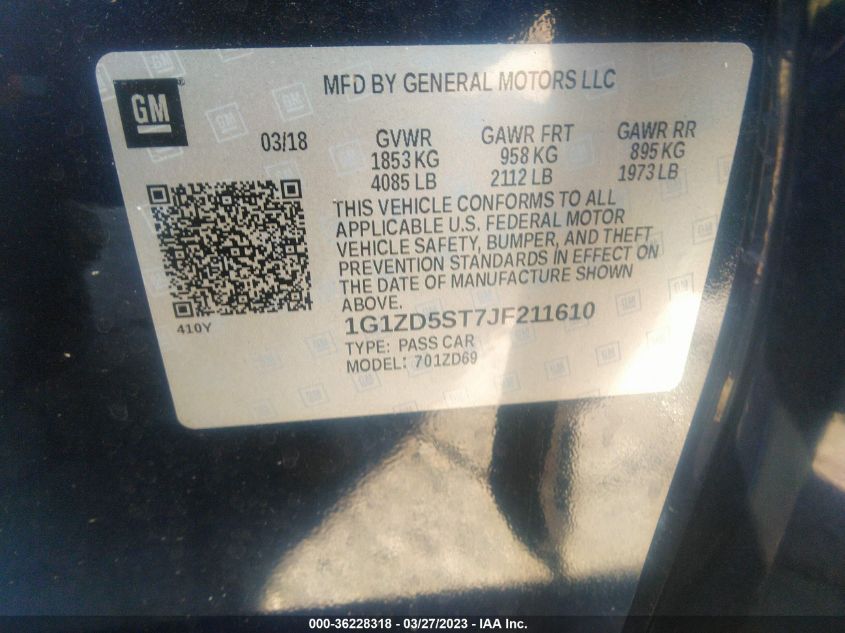 GM
MFD BY GENERAL MOTORS LLC
03/18
GVWR
1853 KG
4085 LB
GAWR FRT
958 KG
2112 LB
GAWR RR
895 KG
1973 LB
THIS VEHICLE CONFORMS TO ALL
APPLICABLE U.S. FEDERAL MOTOR
VEHICLE SAFETY, BUMPER, AND THEFT
PREVENTION STANDARDS IN EFFECT ON
THE DATE OF MANUFACTURE SHOWN
ABOVE.
410Y
1G1ZD5ST7JF211610
TYPE: PASS CAR
MODEL: 701ZD69
000-36228318 - 03/27/2023 - IAA Inc.